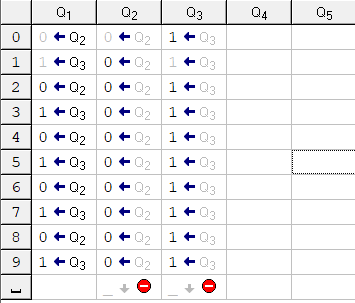 Q₁ Q₂ Q₃ Q₄ Q₅
0 0 ← Q₂ 0 ← Q₂ 1 ← Q₃
1 1 ← Q₃ 0 ← Q₂ 1 ← Q₃
2 0 ← Q₂ 0 ← Q₂ 1 ← Q₃
3 1 ← Q₃ 0 ← Q₂ 1 ← Q₃
4 0 ← Q₂ 0 ← Q₂ 1 ← Q₃
5 1 ← Q₃ 0 ← Q₂ 1 ← Q₃
6 0 ← Q₂ 0 ← Q₂ 1 ← Q₃
7 1 ← Q₃ 0 ← Q₂ 1 ← Q₃
8 0 ← Q₂ 0 ← Q₂ 1 ← Q₃
9 1 ← Q₃ 0 ← Q₂ 1 ← Q₃
␣ _ ↓ ⛔ _ ↓ ⛔